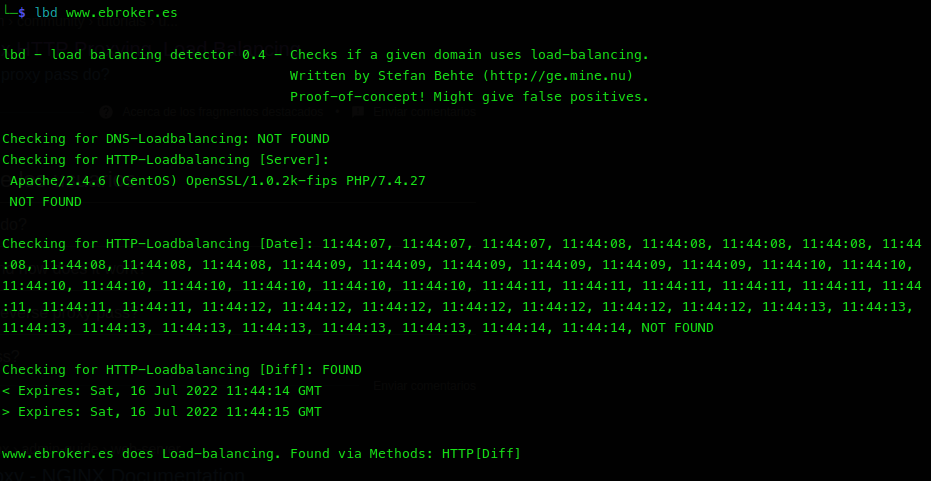 └─$ lbd www.ebroker.es
lbd - load balancing detector 0.4 - Checks if a given domain uses load-balancing.
Written by Stefan Behte (http://ge.mine.nu)
Proof-of-concept! Might give false positives.
Checking for DNS-Loadbalancing: NOT FOUND
Checking for HTTP-Loadbalancing [Server]:
Apache/2.4.6 (CentOS) OpenSSL/1.0.2k-fips PHP/7.4.27
NOT FOUND
Checking for HTTP-Loadbalancing [Date]: 11:44:07, 11:44:07, 11:44:07, 11:44:08, 11:44:08, 11:44:08, 11:44:08, 11:44
:08, 11:44:08, 11:44:08, 11:44:08, 11:44:09, 11:44:09, 11:44:09, 11:44:09, 11:44:09, 11:44:09, 11:44:10, 11:44:10,
11:44:10, 11:44:10, 11:44:10, 11:44:10, 11:44:10, 11:44:10, 11:44:11, 11:44:11, 11:44:11, 11:44:11, 11:44:11, 11:44
:11, 11:44:11, 11:44:11, 11:44:12, 11:44:12, 11:44:12, 11:44:12, 11:44:12, 11:44:12, 11:44:12, 11:44:13, 11:44:13,
11:44:13, 11:44:13, 11:44:13, 11:44:13, 11:44:13, 11:44:13, 11:44:14, 11:44:14, NOT FOUND
Checking for HTTP-Loadbalancing [Diff]: FOUND
< Expires: Sat, 16 Jul 2022 11:44:14 GMT
> Expires: Sat, 16 Jul 2022 11:44:15 GMT
www.ebroker.es does Load-balancing. Found via Methods: HTTP[Diff]